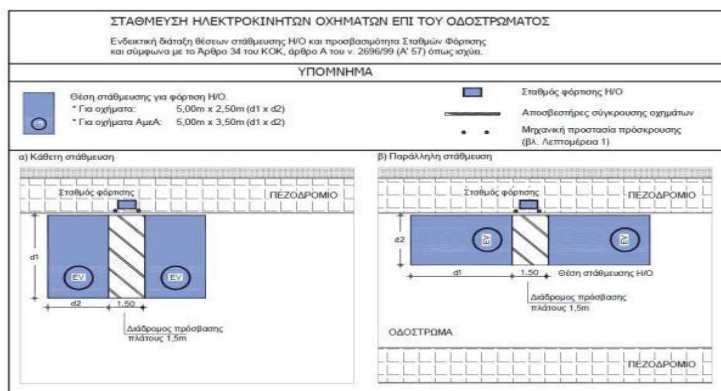 ΣΤΑΘΜΕΥΣΗ ΗΛΕΚΤΡΟΚΙΝΗΤΩΝ ΟΧΗΜΑΤΩΝ ΕΠΙ ΤΟΥ ΟΔΟΣΤΡΩΜΑΤΟΣ
Ενδεικτική διάταξη θέσεων στάθμευσης Η/Ο και προσβασιμότητα Σταθμών Φόρτισης
και σύμφωνα με το Άρθρο 34 του ΚΟΚ, άρθρο Α του ν. 2696/99 (Α' 57) όπως ισχύει.
ΥΠΟΜΝΗΜΑ
Θέση στάθμευσης για φόρτιση Η/Ο.
* Για οχήματα: 5,00m x 2,50m (d1 x d2)
* Για οχήματα ΑμεΑ: 5,00m x 3,50m (d1 x d2)
EV
Σταθμός φόρτισης Η/Ο
Αποσβεστήρες σύγκρουσης οχημάτων
Μηχανική προστασία πρόσκρουσης
(βλ. Λεπτομέρεια 1)
α) Κάθετη στάθμευση
Σταθμός φόρτισης
ΠΕΖΟΔΡΟΜΙΟ
d1
EV
EV
d2
1,50
Διάδρομος πρόσβασης
πλάτους 1,5m
β) Παράλληλη στάθμευση
Σταθμός φόρτισης
ΠΕΖΟΔΡΟΜΙΟ
d2
EV
EV
d1
1,50
Θέση στάθμευσης Η/Ο
Διάδρομος πρόσβασης
πλάτους 1,5m
ΟΔΟΣΤΡΩΜΑ
ΠΕΖΟΔΡΟΜΙΟ